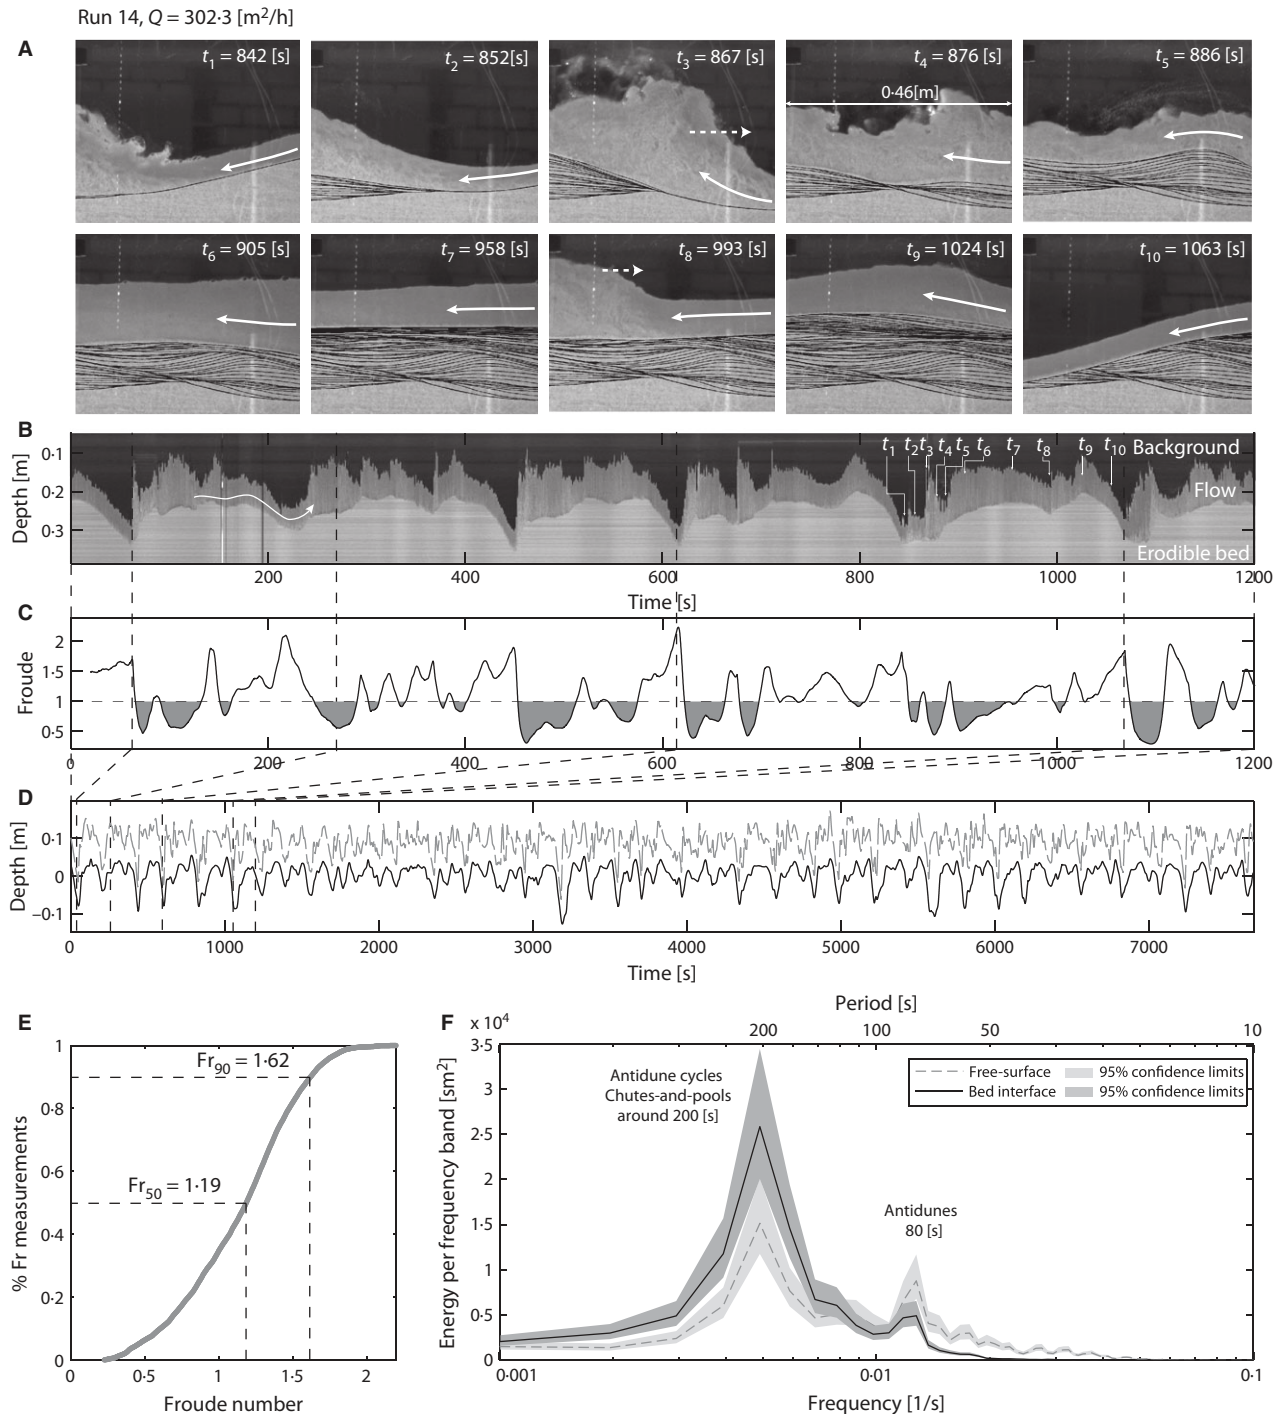 Run 14, Q = 302·3 [m²/h]
A
t₁ = 842 [s]
t₂ = 852[s]
t₃ = 867 [s]
t₄ = 876 [s]
t₅ = 886 [s]
0·46[m]
t₆ = 905 [s]
t₇ = 958 [s]
t₈ = 993 [s]
t₉ = 1024 [s]
t₁₀ = 1063 [s]
B
Depth [m]
0·1
0·2
0·3
t₁ t₂ t₃ t₄ t₅ t₆ t₇ t₈ t₉ t₁₀ Background
Flow
Erodible bed
200 400 600 800 1000 1200
Time [s]
C
Froude
2
1·5
1
0·5
0 200 400 600 800 1000 1200
D
Depth [m]
0·1
0
−0·1
0 1000 2000 3000 4000 5000 6000 7000
Time [s]
E
% Fr measurements
1
0·8
0·6
0·4
0·2
0
Fr₉₀ = 1·62
Fr₅₀ = 1·19
0 0·5 1 1·5 2
Froude number
F
Period [s]
x 10⁴
200 100 50 10
Energy per frequency band [sm²]
3·5
3
2·5
2
1·5
1
0·5
0
Antidune cycles
Chutes-and-pools
around 200 [s]
Free-surface 95% confidence limits
Bed interface 95% confidence limits
Antidunes
80 [s]
0·001 0·01 0·1
Frequency [1/s]